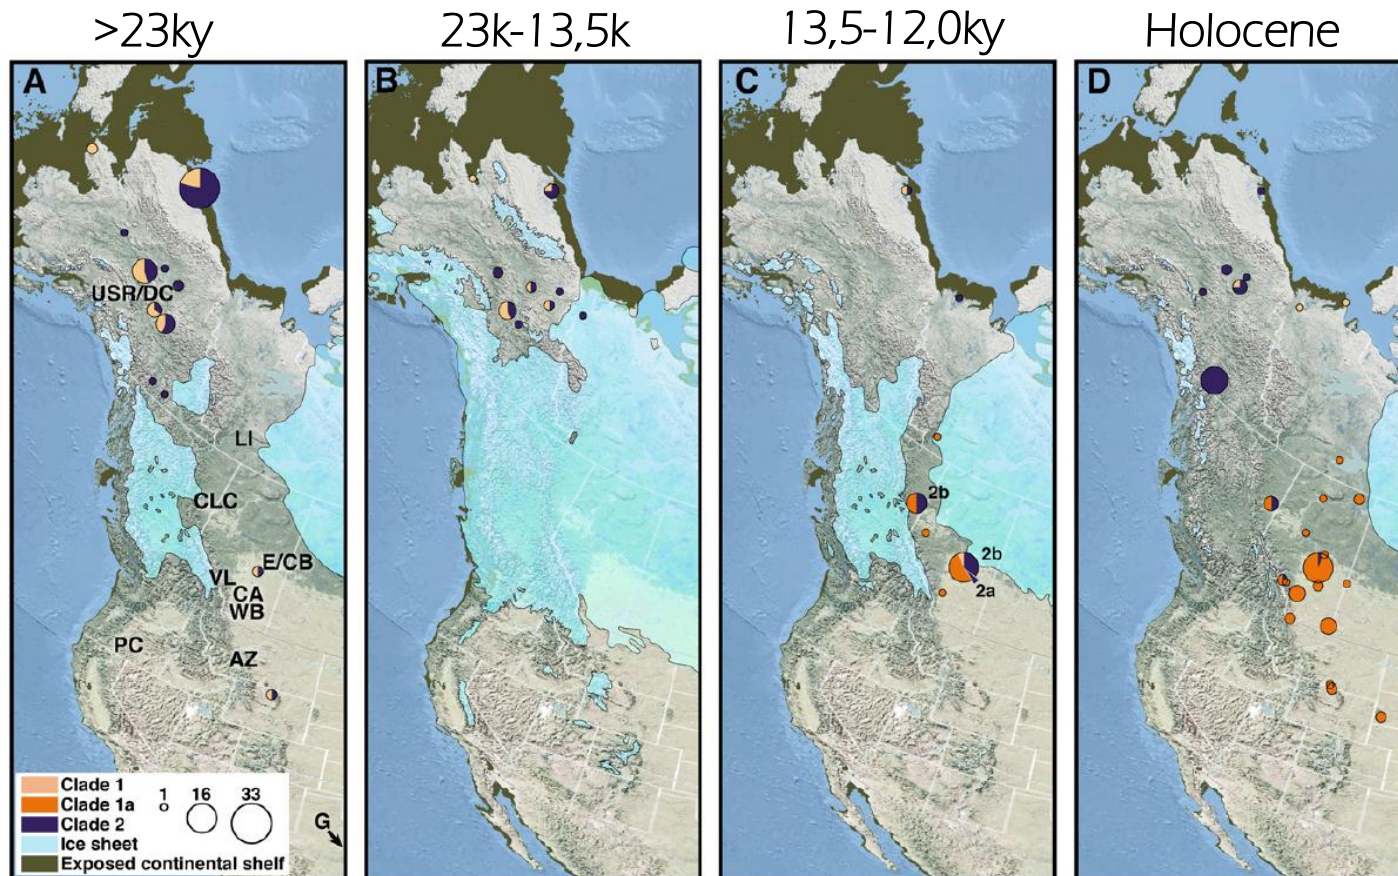 >23ky
23k-13,5k
13,5-12,0ky
Holocene
A
USR/DC
LI
CLC
E/CB
VL
CA
WB
PC
AZ
Clade 1
Clade 1a
Clade 2
Ice sheet
Exposed continental shelf
1
16
33
G
B
C
2b
2b
2a
D